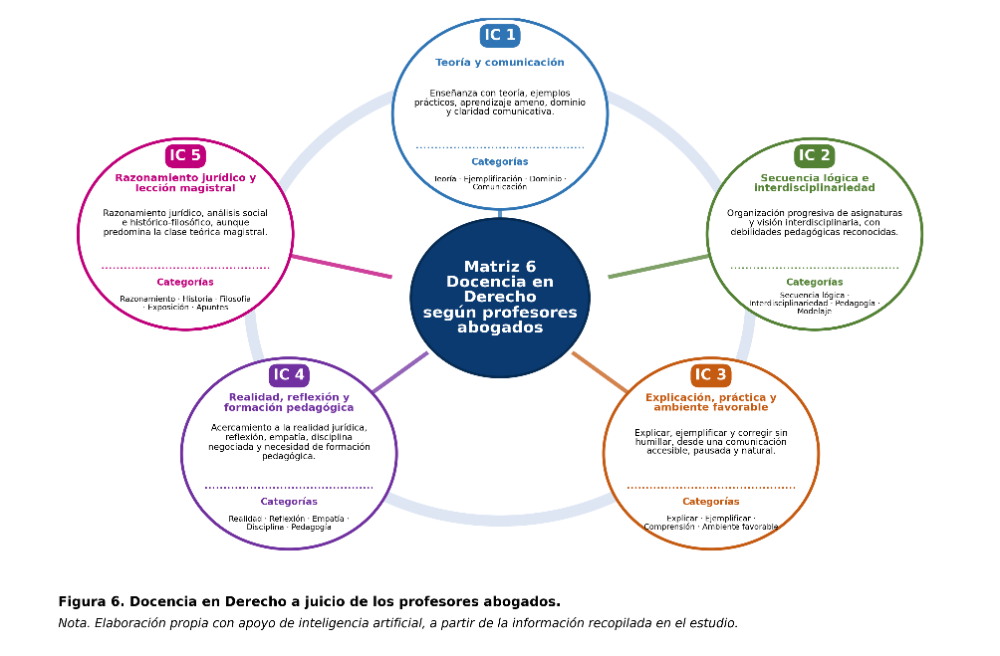 IC 1
Teoría y comunicación
Enseñanza con teoría, ejemplos
prácticos, aprendizaje ameno, dominio
y claridad comunicativa.
Categorías
Teoría · Ejemplificación · Dominio ·
Comunicación
IC 2
Secuencia lógica e
interdisciplinariedad
Organización progresiva de asignaturas
y visión interdisciplinaria, con
debilidades pedagógicas reconocidas.
Categorías
Secuencia lógica ·
Interdisciplinariedad · Pedagogía ·
Modelaje
IC 3
Explicación, práctica y
ambiente favorable
Explicar, ejemplificar y corregir sin
humillar, desde una comunicación
accesible, pausada y natural.
Categorías
Explicar · Ejemplificar ·
Comprensión · Ambiente favorable
IC 4
Realidad, reflexión y
formación pedagógica
Acercamiento a la realidad jurídica,
reflexión, empatía, disciplina
negociada y necesidad de formación
pedagógica.
Categorías
Realidad · Reflexión · Empatía ·
Disciplina · Pedagogía
IC 5
Razonamiento jurídico y
lección magistral
Razonamiento jurídico, análisis social
e histórico-filosófico, aunque
predomina la clase teórica magistral.
Categorías
Razonamiento · Historia · Filosofía
· Exposición · Apuntes
Matriz 6
Docencia en
Derecho
según profesores
abogados
Figura 6. Docencia en Derecho a juicio de los profesores abogados.
Nota. Elaboración propia con apoyo de inteligencia artificial, a partir de la información recopilada en el estudio.